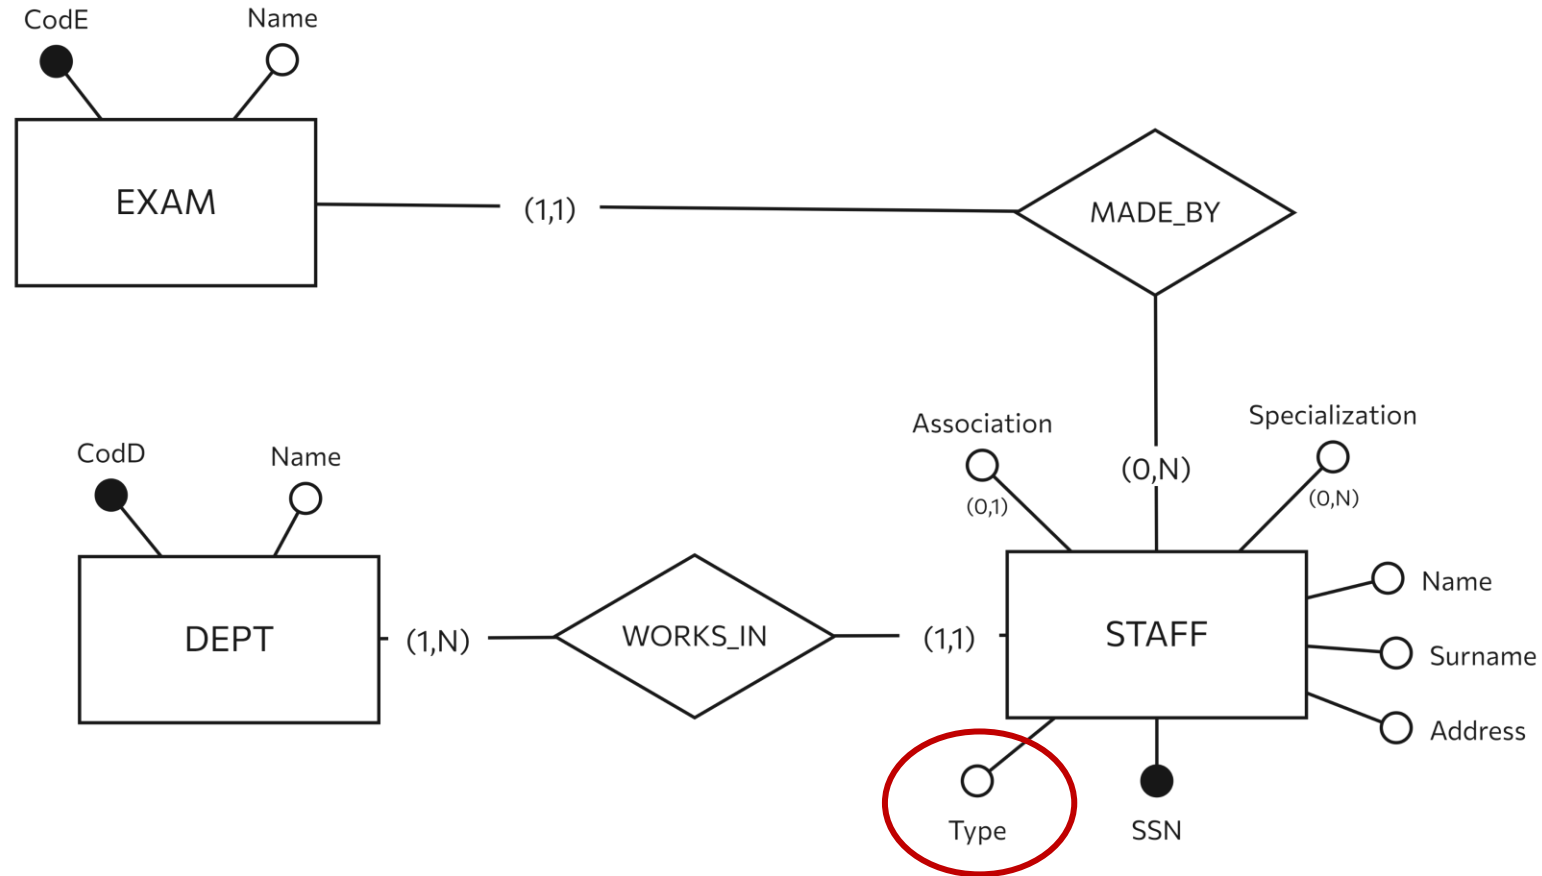 CodE
Name
EXAM
(1,1)
MADE_BY
Association
(0,1)
(0,N)
Specialization
(0,N)
CodD
Name
DEPT
(1,N)
WORKS_IN
(1,1)
STAFF
Name
Surname
Address
Type
SSN